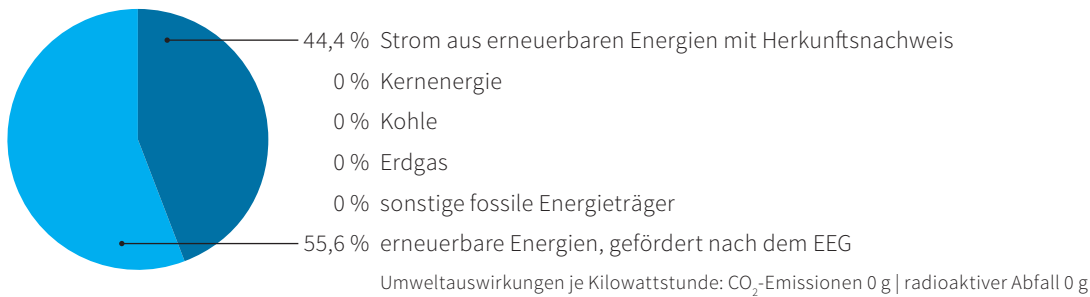 44,4 % Strom aus erneuerbaren Energien mit Herkunftsnachweis
0 % Kernenergie
0 % Kohle
0 % Erdgas
0 % sonstige fossile Energieträger
55,6 % erneuerbare Energien, gefördert nach dem EEG
Umweltauswirkungen je Kilowattstunde: CO₂-Emissionen 0 g | radioaktiver Abfall 0 g